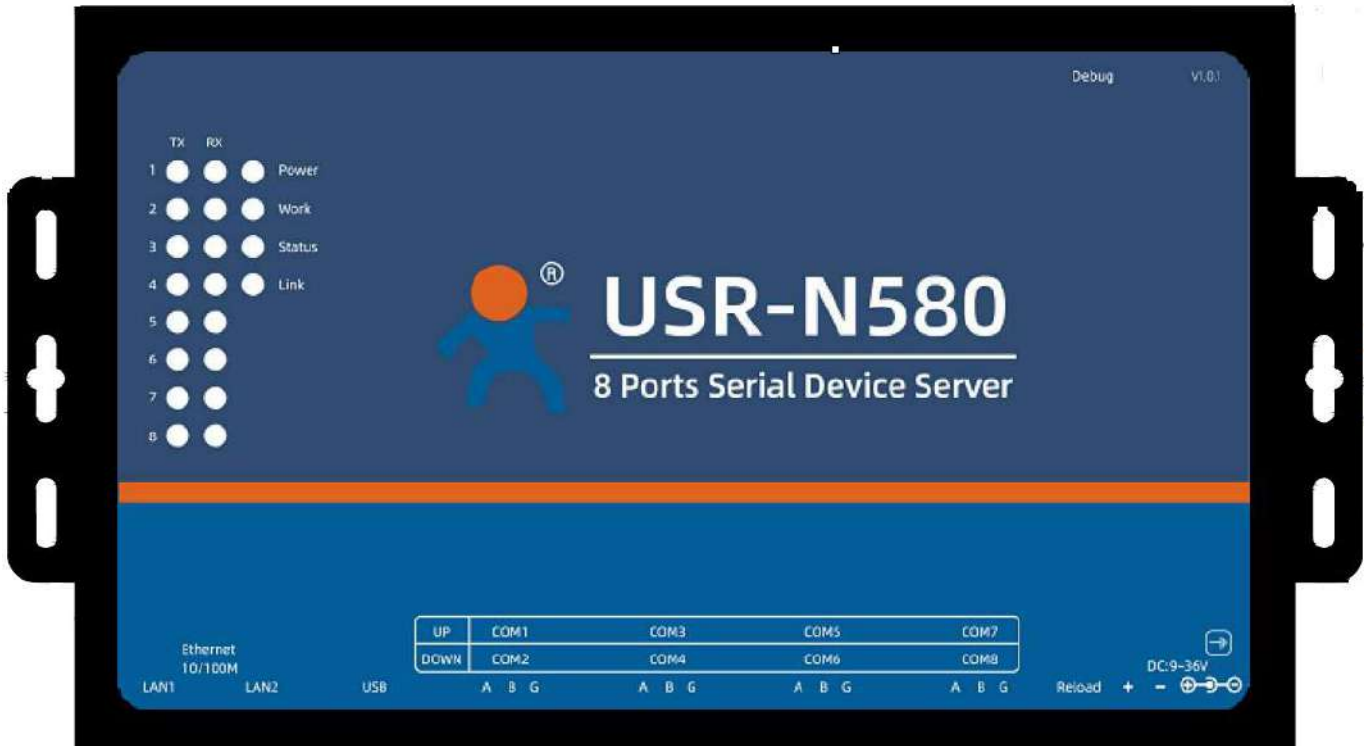 Debug V1.0.1
TX RX
1 Power
2 Work
3 Status
4 Link
5
6
7
8
®
USR-N580
8 Ports Serial Device Server
UP COM1 COM3 COM5 COM7
DOWN COM2 COM4 COM6 COM8
Ethernet
10/100M
DC:9-36V
LAN1 LAN2 USB A B G A B G A B G A B G Reload + -